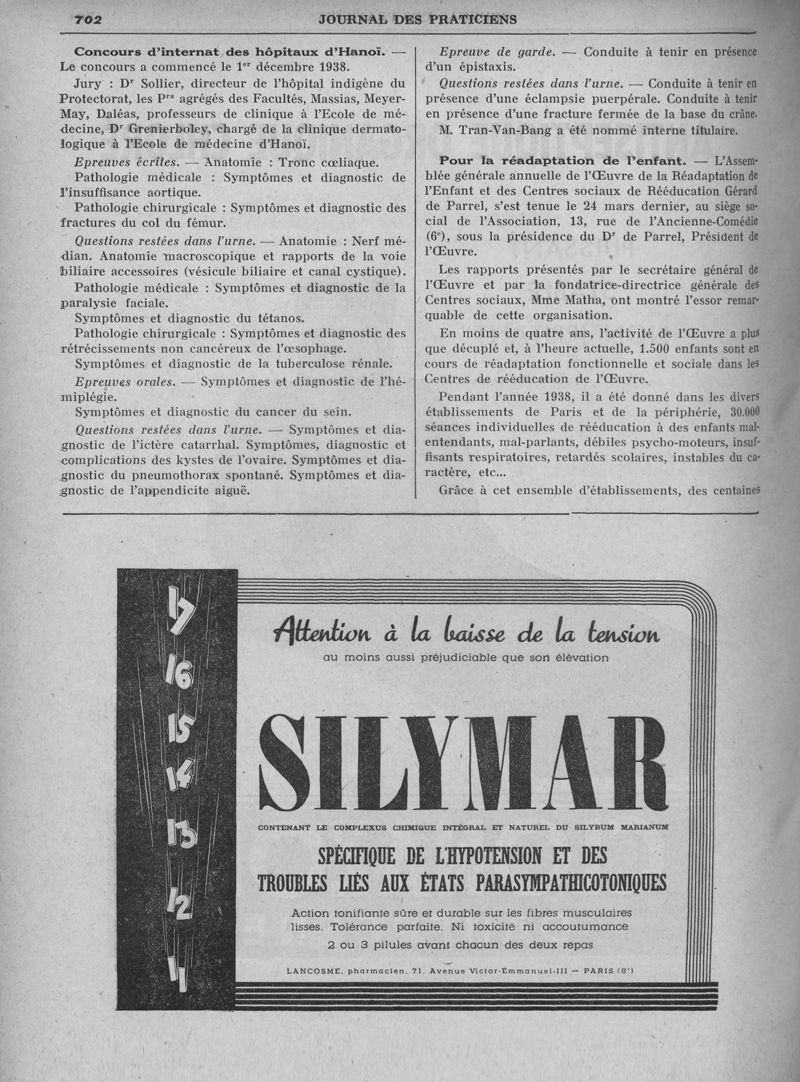 702
JOURNAL DES PRATICIENS
Concours d'internat des hôpitaux d'Hanoï. —
Le concours a commencé le 1er décembre 1938.
Jury : Dr Sollier, directeur de l'hôpital indigène du
Protectorat, les Prs agrégés des Facultés, Massias, Meyer-
May, Daléas, professeurs de clinique à l'Ecole de mé-
decine, Dr Grenierboley, chargé de la clinique dermato-
logique à l'Ecole de médecine d'Hanoï.
Epreuves écrites. — Anatomie : Tronc cœliaque.
Pathologie médicale : Symptômes et diagnostic de
l'insuffisance aortique.
Pathologie chirurgicale : Symptômes et diagnostic des
fractures du col du fémur.
Questions restées dans l'urne. — Anatomie : Nerf mé-
dian. Anatomie macroscopique et rapports de la voie
biliaire accessoires (vésicule biliaire et canal cystique).
Pathologie médicale : Symptômes et diagnostic de la
paralysie faciale.
Symptômes et diagnostic du tétanos.
Pathologie chirurgicale : Symptômes et diagnostic des
rétrécissements non cancéreux de l'œsophage.
Symptômes et diagnostic de la tuberculose rénale.
Epreuves orales. — Symptômes et diagnostic de l'hé-
miplégie.
Symptômes et diagnostic du cancer du sein.
Questions restées dans l'urne. — Symptômes et dia-
gnostic de l'ictère catarrhal. Symptômes, diagnostic et
complications des kystes de l'ovaire. Symptômes et dia-
gnostic du pneumothorax spontané. Symptômes et dia-
gnostic de l'appendicite aiguë.
Epreuve de garde. — Conduite à tenir en présence
d'un épistaxis.
Questions restées dans l'urne. — Conduite à tenir en
présence d'une éclampsie puerpérale. Conduite à tenir
en présence d'une fracture fermée de la base du crâne.
M. Tran-Van-Bang a été nommé interne titulaire.
Pour la réadaptation de l'enfant. — L'Assem-
blée générale annuelle de l'Œuvre de la Réadaptation de
l'Enfant et des Centres sociaux de Rééducation Gérard
de Parrel, s'est tenue le 24 mars dernier, au siège so-
cial de l'Association, 13, rue de l'Ancienne-Comédie
(6e), sous la présidence du Dr de Parrel, Président de
l'Œuvre.
Les rapports présentés par le secrétaire général de
l'Œuvre et par la fondatrice-directrice générale des
Centres sociaux, Mme Matha, ont montré l'essor remar-
quable de cette organisation.
En moins de quatre ans, l'activité de l'Œuvre a plus
que décuplé et, à l'heure actuelle, 1.500 enfants sont en
cours de réadaptation fonctionnelle et sociale dans les
Centres de rééducation de l'Œuvre.
Pendant l'année 1938, il a été donné dans les divers
établissements de Paris et de la périphérie, 30.000
séances individuelles de rééducation à des enfants mal-
entendants, mal-parlants, débiles psycho-moteurs, insuf-
fisants respiratoires, retardés scolaires, instables du ca-
ractère, etc...
Grâce à cet ensemble d'établissements, des centaines
17
16
15
14
13
12
11
Attention à la baisse de la tension
au moins aussi préjudiciable que son élévation
SILYMAR
CONTENANT LE COMPLEXUS CHIMIQUE INTÉGRAL ET NATUREL DU SILYBUM MARIANUM
SPÉCIFIQUE DE L'HYPOTENSION ET DES
TROUBLES LIÉS AUX ÉTATS PARASYMPATHICOTONIQUES
Action tonifiante sûre et durable sur les fibres musculaires
lisses. Tolérance parfaite. Ni toxicité ni accoutumance
2 ou 3 pilules avant chacun des deux repas
LANCOSME, pharmacien, 71, Avenue Victor-Emmanuel-III — PARIS (8e)